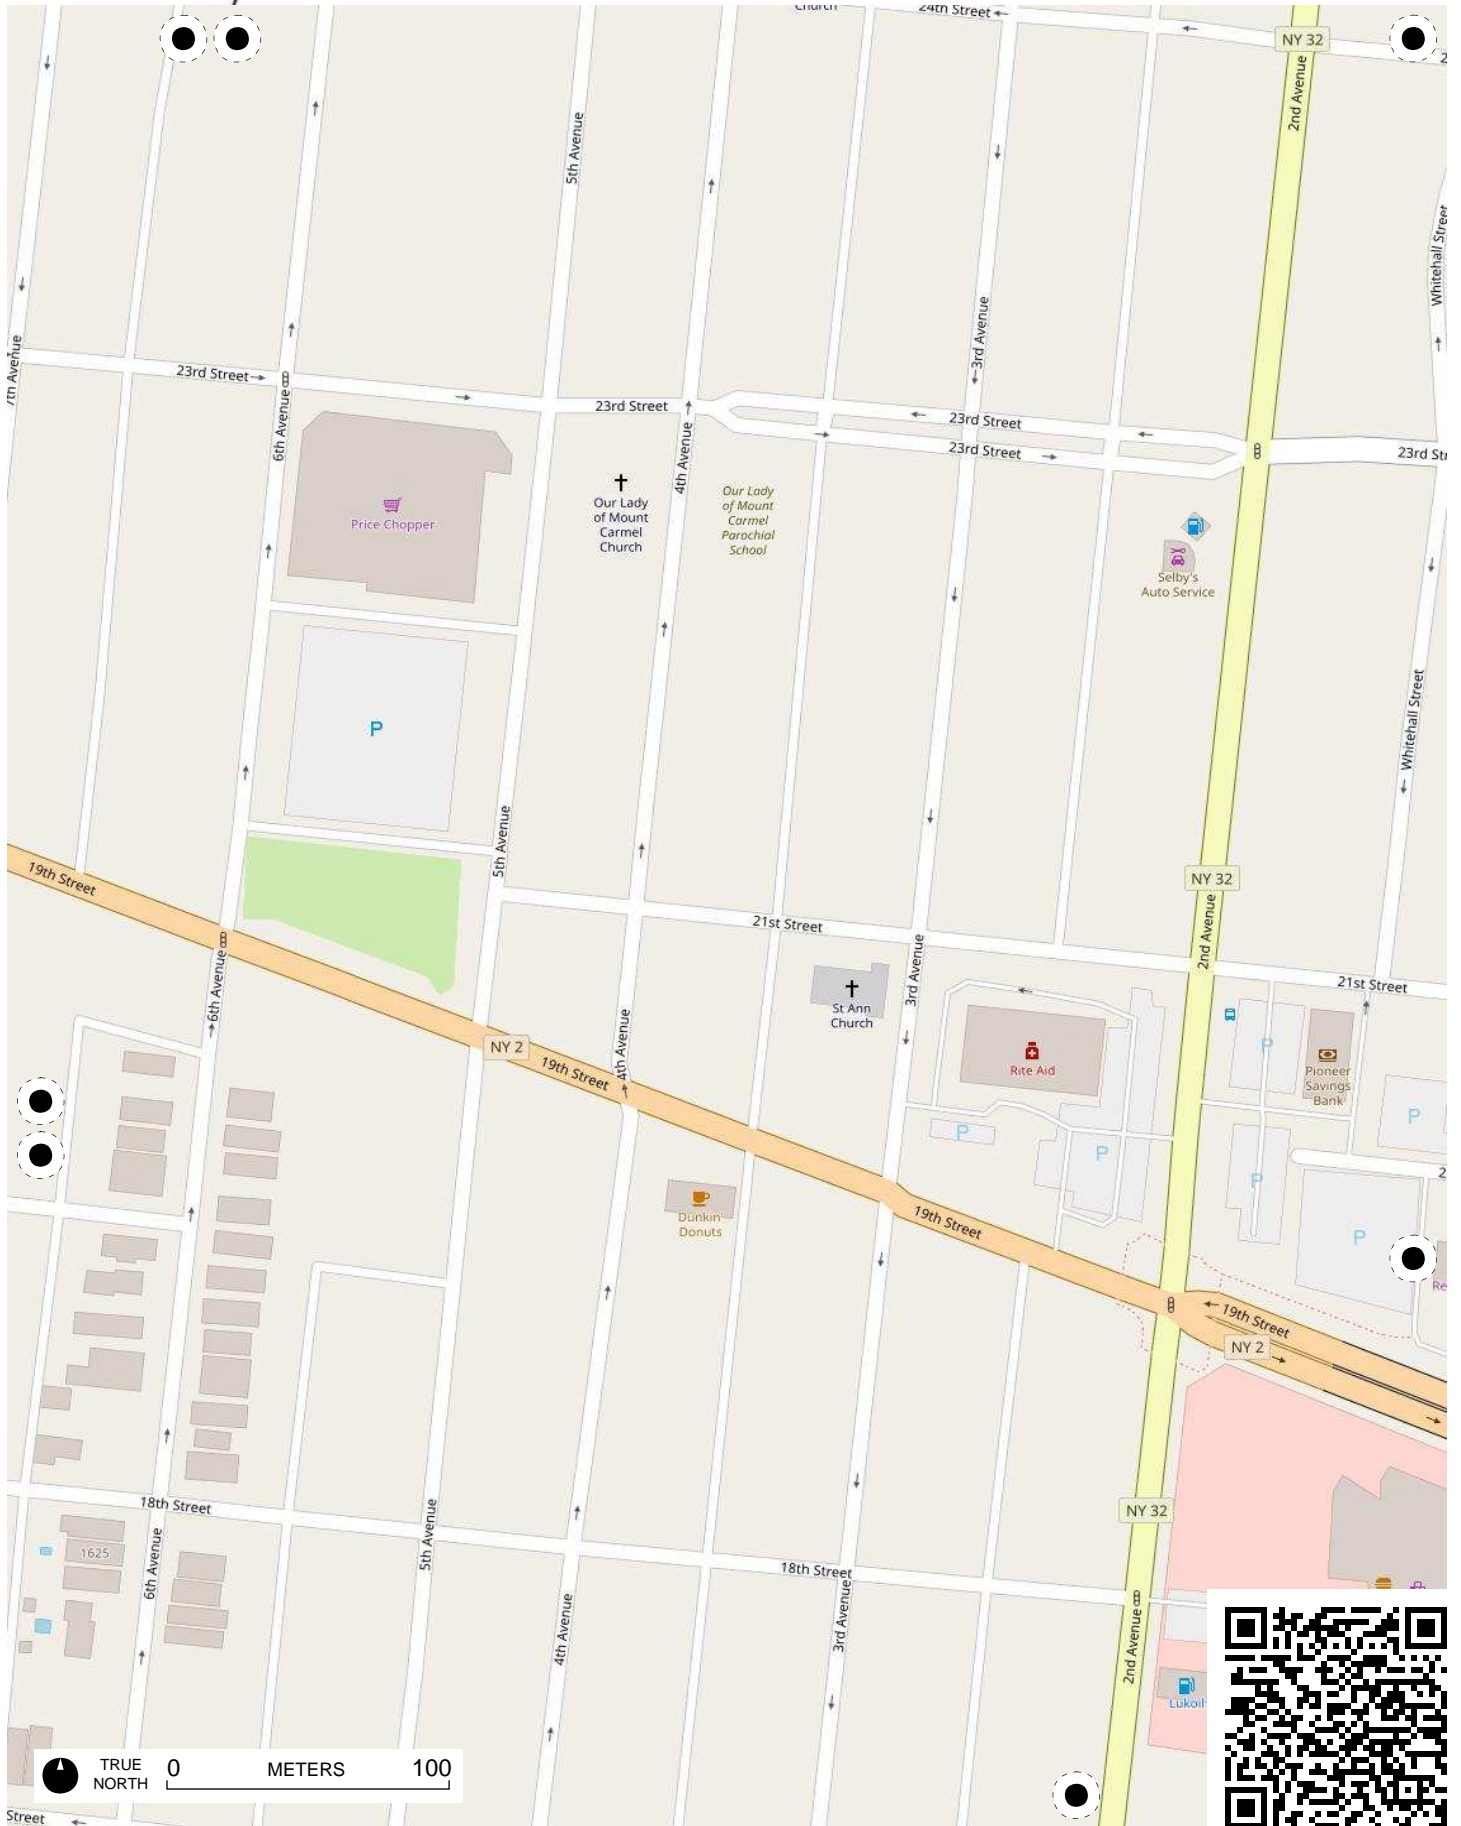 24th Street
Church
NY 32
2nd Avenue
5th Avenue
Whitehall Street
3rd Avenue
7th Avenue
23rd Street
6th Avenue
23rd Street
4th Avenue
23rd Street
23rd Street
23rd Str
Our Lady
of Mount
Carmel
Church
Our Lady
of Mount
Carmel
Parochial
School
Price Chopper
Selby's
Auto Service
Whitehall Street
P
5th Avenue
19th Street
NY 32
2nd Avenue
21st Street
3rd Avenue
21st Street
6th Avenue
St Ann
Church
4th Avenue
NY 2
19th Street
Rite Aid
P
Pioneer
Savings
Bank
P
P
P
P
2
Dunkin'
Donuts
19th Street
P
Re
19th Street
NY 2
18th Street
5th Avenue
NY 32
1625
6th Avenue
18th Street
4th Avenue
3rd Avenue
2nd Avenue
Lukoil
TRUE
NORTH
0 METERS 100
Street